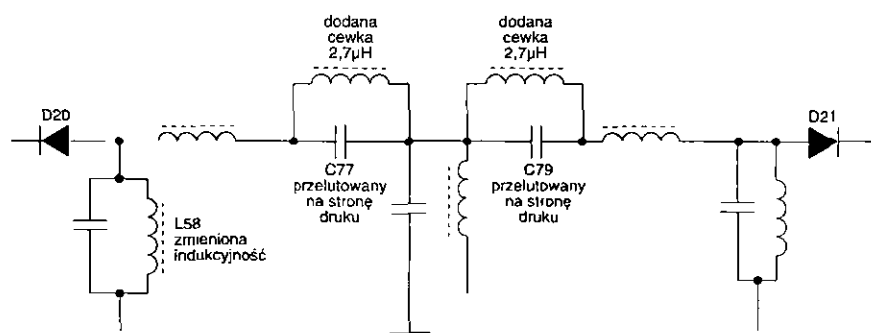 dodana
cewka
2,7µH
dodana
cewka
2,7µH
D20
D21
C77
przelutowany
na stronę
druku
C79
przelutowany
na stronę
druku
L58
zmieniona
indukcyjność